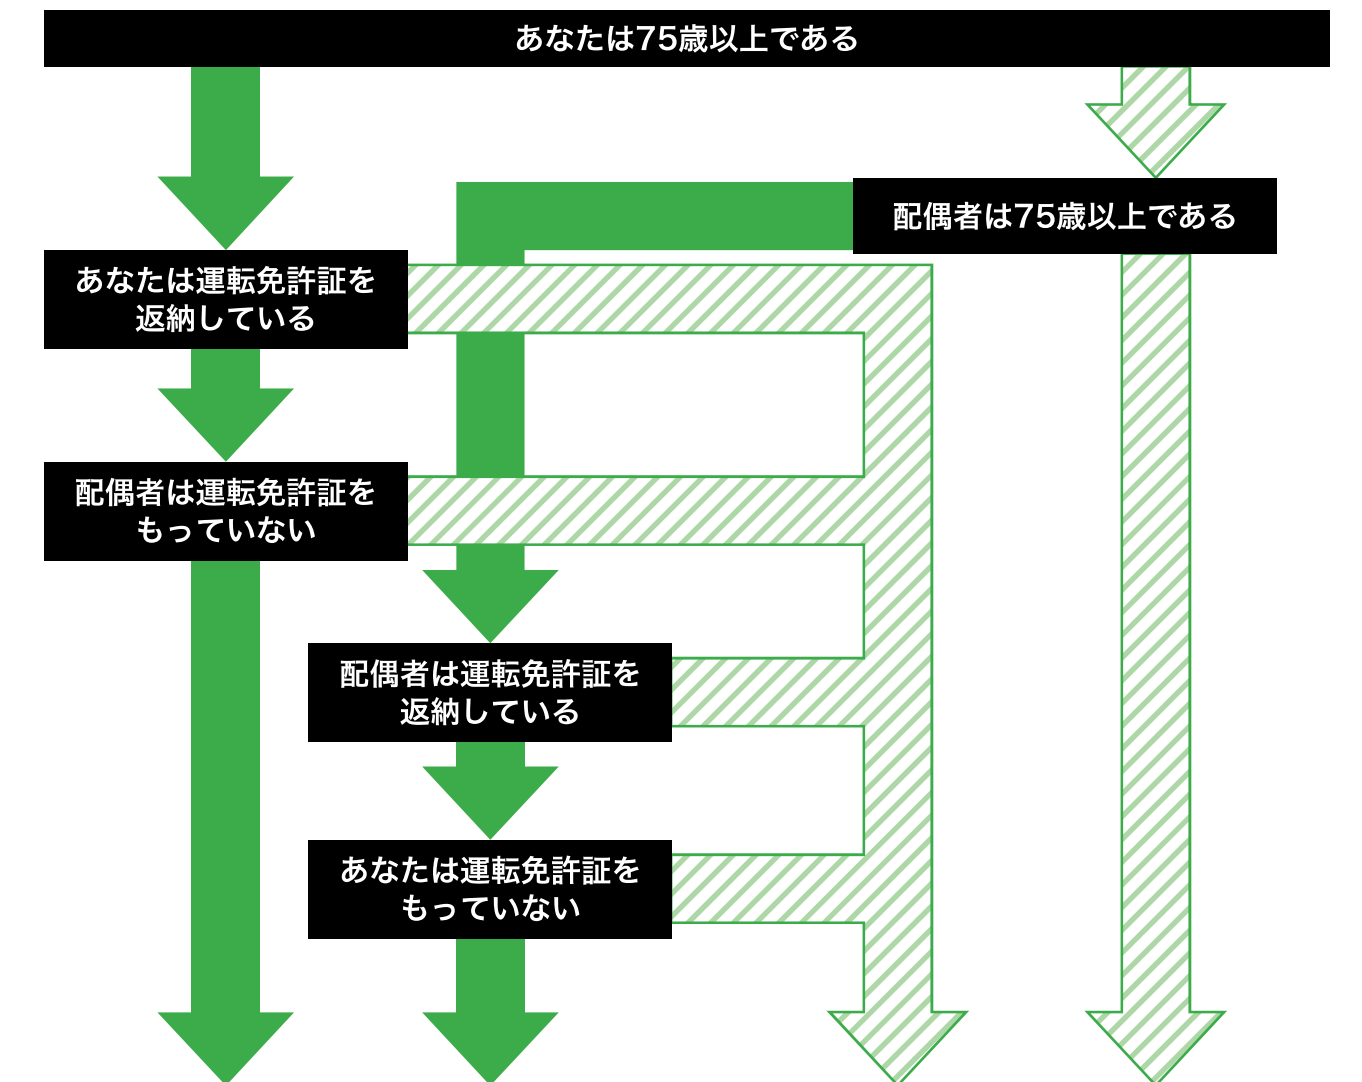 あなたは75歳以上である
配偶者は75歳以上である
あなたは運転免許証を
返納している
配偶者は運転免許証を
もっていない
配偶者は運転免許証を
返納している
あなたは運転免許証を
もっていない